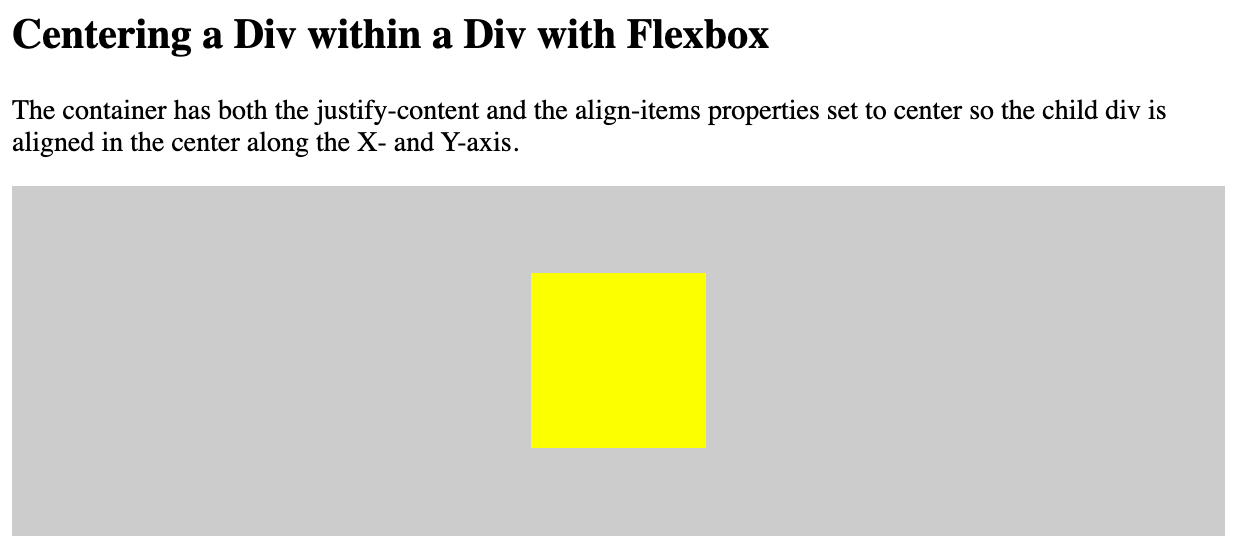 Centering a Div within a Div with Flexbox
The container has both the justify-content and the align-items properties set to center so the child div is
aligned in the center along the X- and Y-axis.